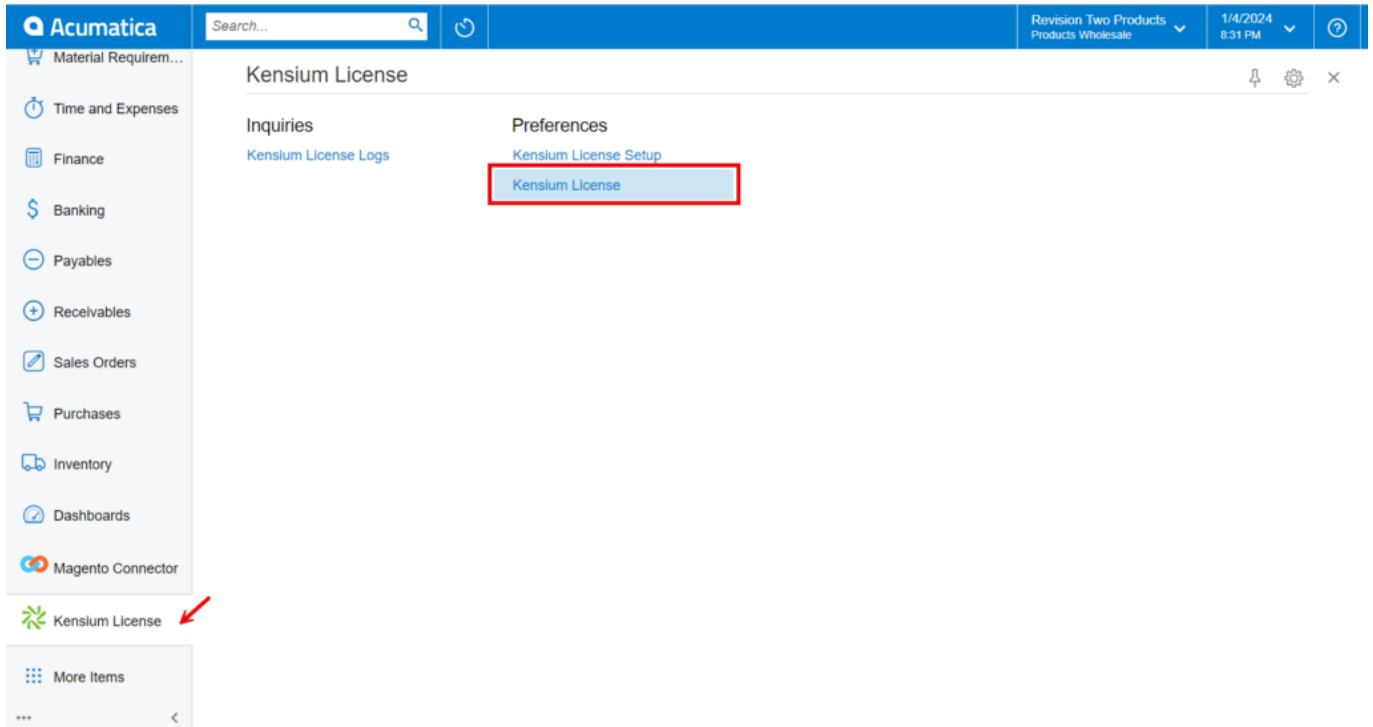 Acumatica
Search...
Revision Two Products
Products Wholesale
1/4/2024
8:31 PM
Material Requirem...
Time and Expenses
Finance
Banking
Payables
Receivables
Sales Orders
Purchases
Inventory
Dashboards
Magento Connector
Kensium License
More Items
Kensium License
Inquiries
Kensium License Logs
Preferences
Kensium License Setup
Kensium License